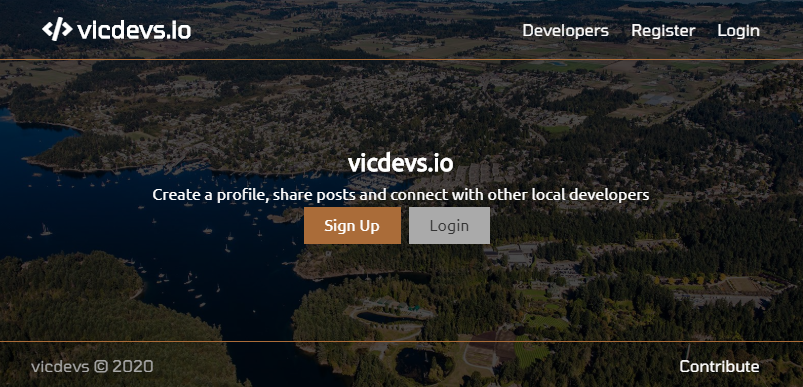 </> vicdevs.io
Developers Register Login
vicdevs.io
Create a profile, share posts and connect with other local developers
Sign Up Login
vicdevs © 2020
Contribute